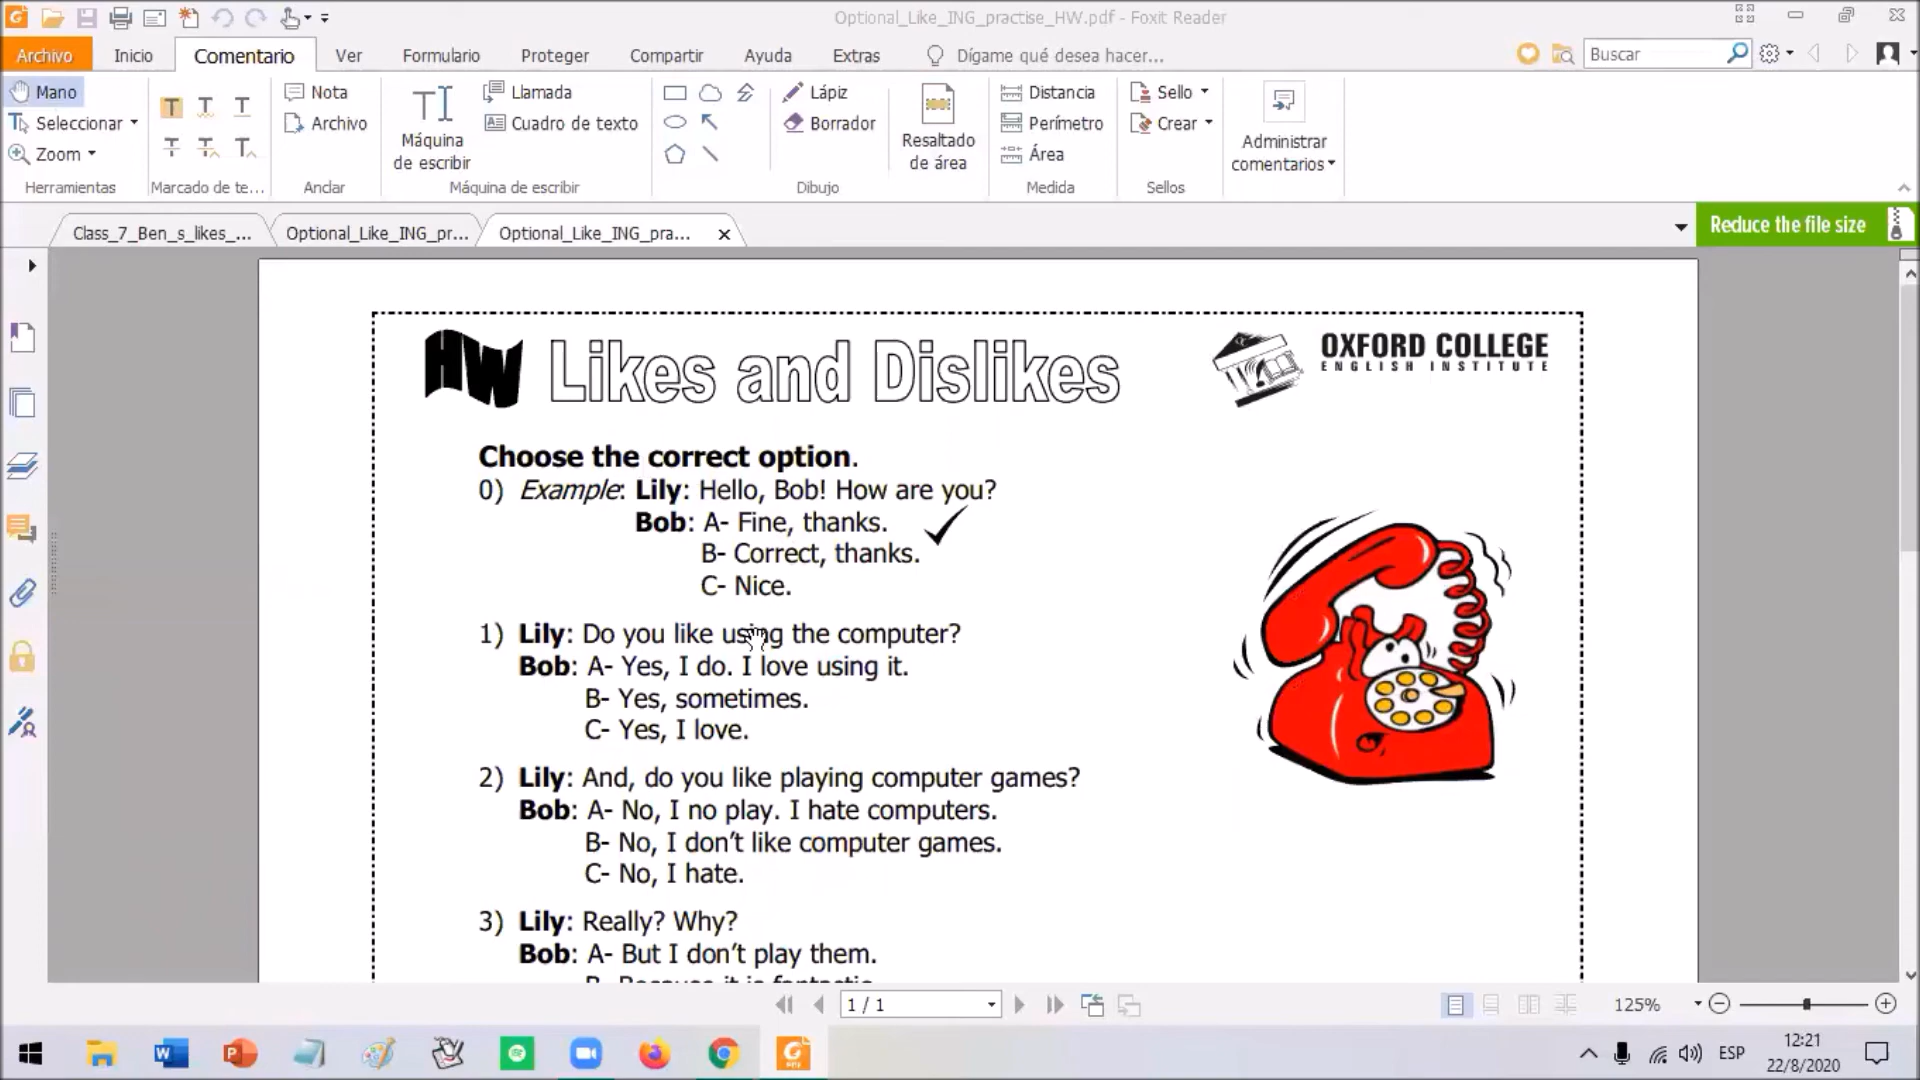 Optional_Like_ING_practise_HW.pdf - Foxit Reader
Archivo Inicio Comentario Ver Formulario Proteger Compartir Ayuda Extras Dígame qué desea hacer... Buscar
Mano
Seleccionar
Zoom
Herramientas
Marcado de te...
Nota
Archivo
Anclar
Máquina
de escribir
Llamada
Cuadro de texto
Máquina de escribir
Lápiz
Borrador
Dibujo
Resaltado
de área
Distancia
Perímetro
Área
Medida
Sello
Crear
Sellos
Administrar
comentarios
Class_7_Ben_s_likes_... Optional_Like_ING_pr... Optional_Like_ING_pra... Reduce the file size
HW Likes and Dislikes
OXFORD COLLEGE
ENGLISH INSTITUTE
Choose the correct option.
0) Example: Lily: Hello, Bob! How are you?
Bob: A- Fine, thanks.
B- Correct, thanks.
C- Nice.
1) Lily: Do you like using the computer?
Bob: A- Yes, I do. I love using it.
B- Yes, sometimes.
C- Yes, I love.
2) Lily: And, do you like playing computer games?
Bob: A- No, I no play. I hate computers.
B- No, I don't like computer games.
C- No, I hate.
3) Lily: Really? Why?
Bob: A- But I don't play them.
B- Because it is fantastic.
1 / 1
125%
ESP
12:21
22/8/2020